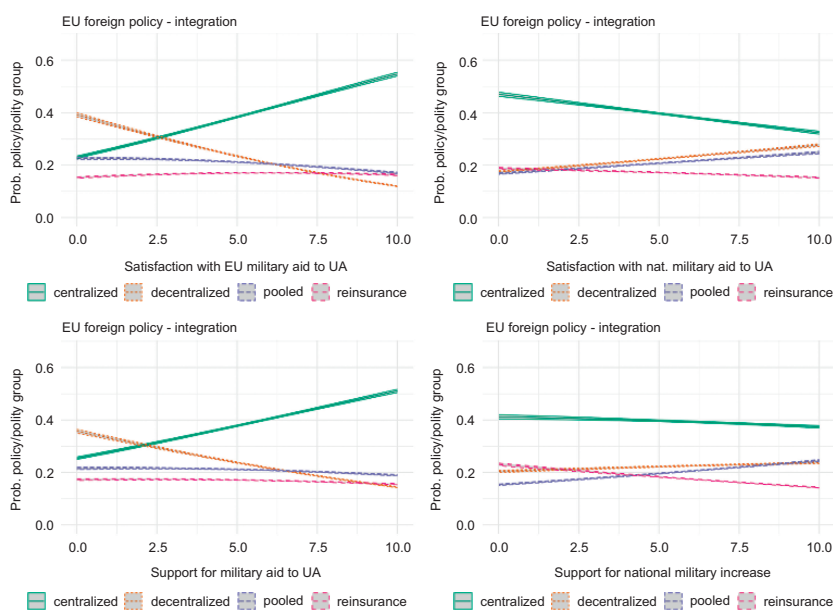 EU foreign policy - integration
Prob. policy/polity group
0.6
0.4
0.2
0.0
0.0 2.5 5.0 7.5 10.0
Satisfaction with EU military aid to UA
centralized decentralized pooled reinsurance
EU foreign policy - integration
Prob. policy/polity group
0.6
0.4
0.2
0.0
0.0 2.5 5.0 7.5 10.0
Satisfaction with nat. military aid to UA
centralized decentralized pooled reinsurance
EU foreign policy - integration
Prob. policy/polity group
0.6
0.4
0.2
0.0
0.0 2.5 5.0 7.5 10.0
Support for military aid to UA
centralized decentralized pooled reinsurance
EU foreign policy - integration
Prob. policy/polity group
0.6
0.4
0.2
0.0
0.0 2.5 5.0 7.5 10.0
Support for national military increase
centralized decentralized pooled reinsurance